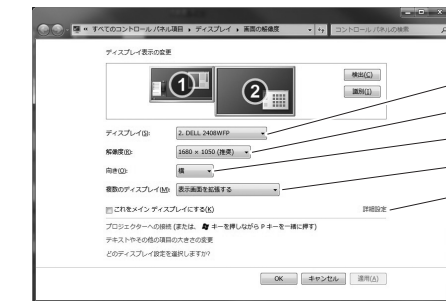 « すべてのコントロール パネル項目 ▸ ディスプレイ ▸ 画面の解像度
コントロール パネルの検索
ディスプレイ表示の変更
1
2
検出(C)
識別(I)
ディスプレイ(S):
2. DELL 2408WFP
解像度(R):
1680 × 1050 (推奨)
向き(O):
横
複数のディスプレイ(M):
表示画面を拡張する
これをメイン ディスプレイにする(K)
詳細設定
プロジェクターへの接続 (または、 キーを押しながら P キーを一緒に押す)
テキストやその他の項目の大きさの変更
どのディスプレイ設定を選択しますか?
OK
キャンセル
適用(A)